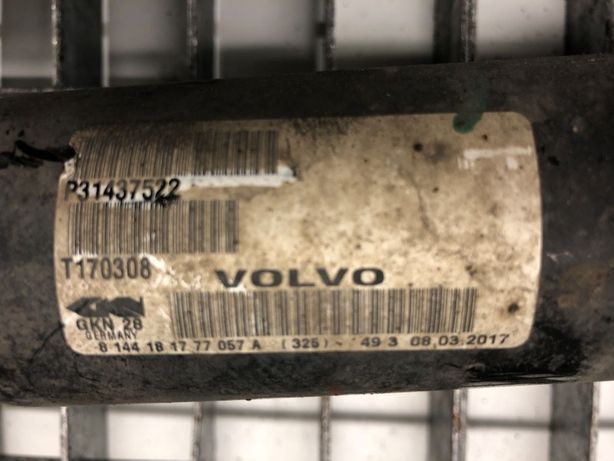 P31437522
T170308
VOLVO
GKN 28
GERMANY
8 144 18 17 77 057 A (325) - 49 3 08.03.2017